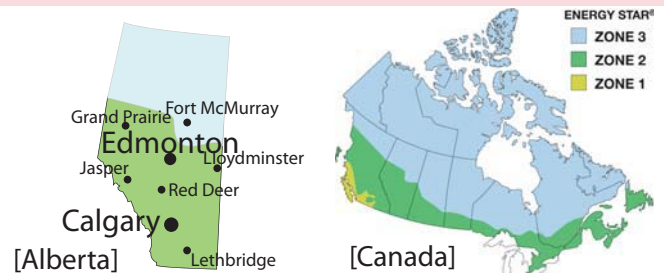 ENERGY STAR®
ZONE 3
ZONE 2
ZONE 1
Grand Prairie
Fort McMurray
Edmonton
Lloydminster
Jasper
Red Deer
Calgary
Lethbridge
[Alberta]
[Canada]